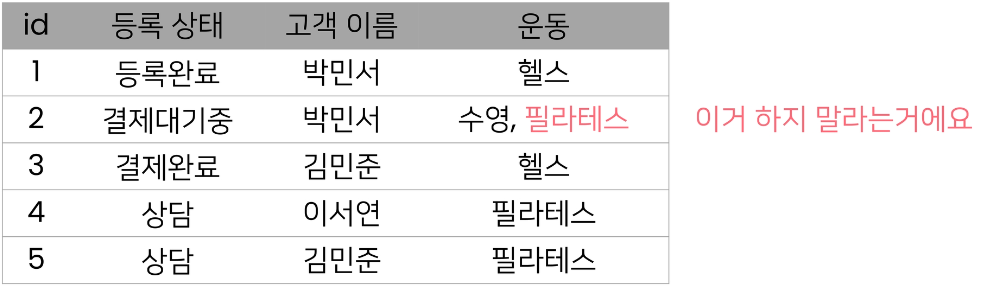 id 등록 상태 고객 이름 운동
1 등록완료 박민서 헬스
2 결제대기중 박민서 수영, 필라테스 이거 하지 말라는거에요
3 결제완료 김민준 헬스
4 상담 이서연 필라테스
5 상담 김민준 필라테스